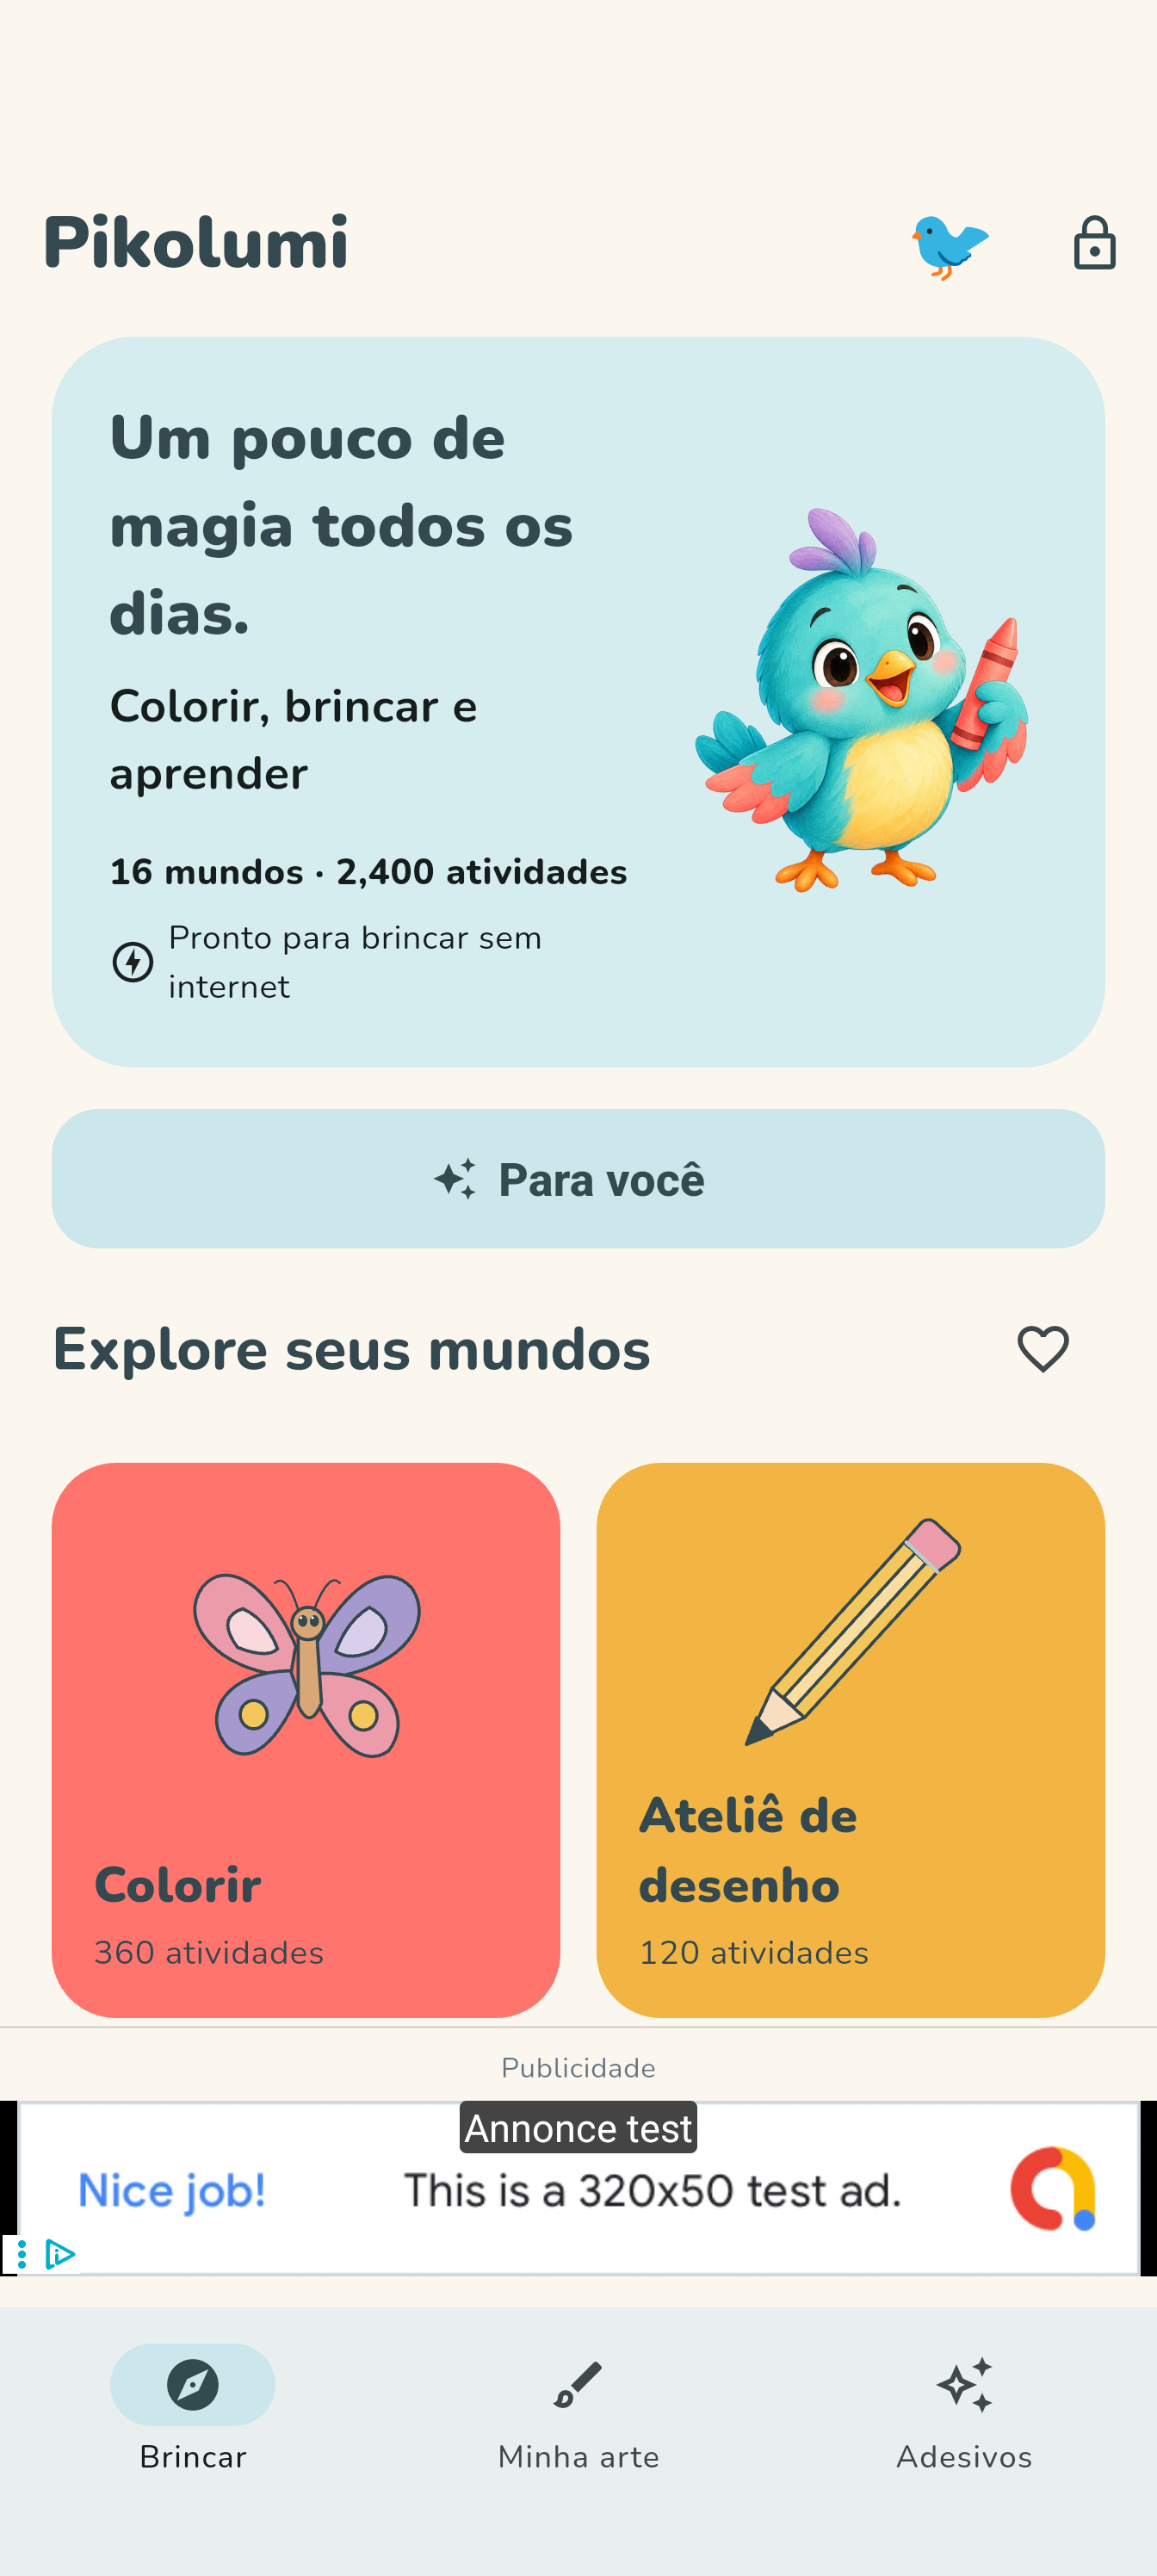 Pikolumi
Um pouco de
magia todos os
dias.
Colorir, brincar e
aprender
16 mundos · 2,400 atividades
Pronto para brincar sem
internet
Para você
Explore seus mundos
Colorir
360 atividades
Ateliê de
desenho
120 atividades
Publicidade
Annonce test
Nice job!
This is a 320x50 test ad.
Brincar
Minha arte
Adesivos